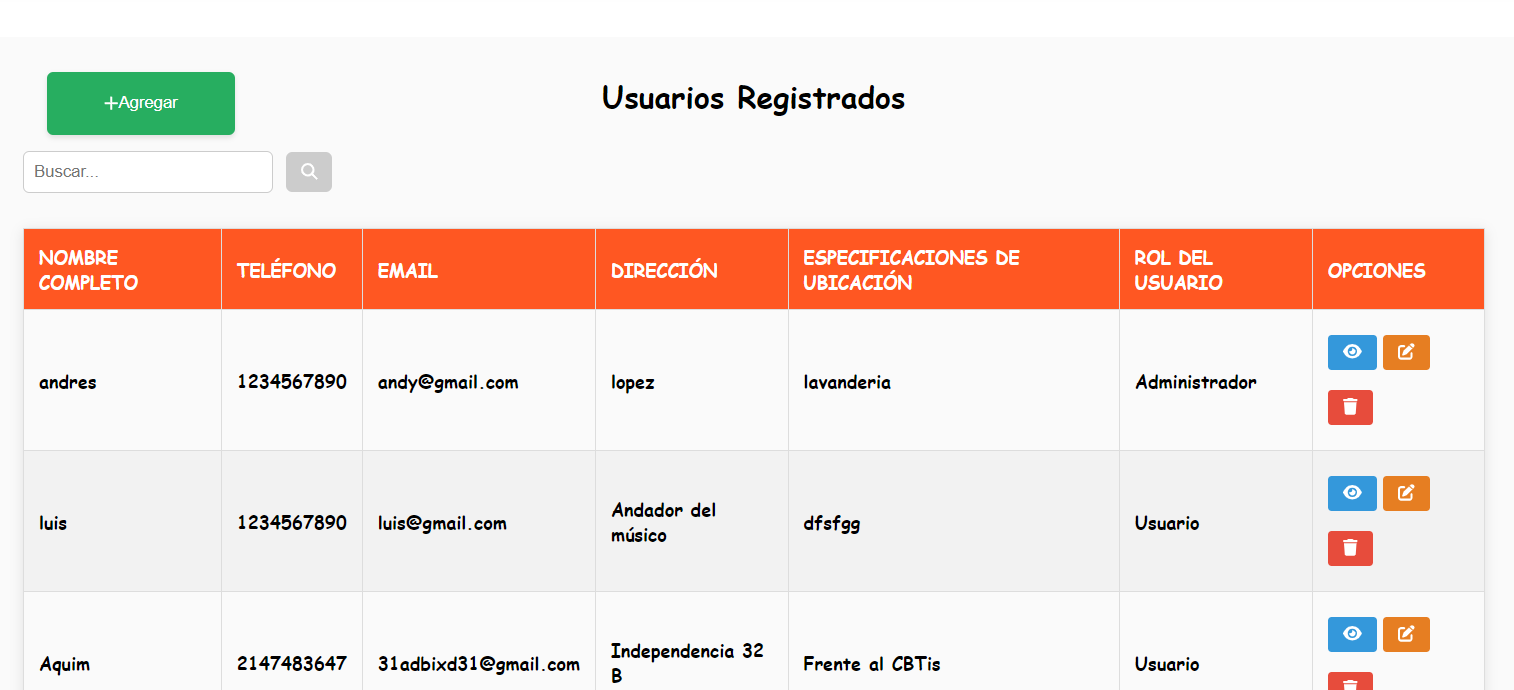 +Agregar
Usuarios Registrados
Buscar...
NOMBRE COMPLETO
TELÉFONO
EMAIL
DIRECCIÓN
ESPECIFICACIONES DE UBICACIÓN
ROL DEL USUARIO
OPCIONES
andres
1234567890
andy@gmail.com
lopez
lavanderia
Administrador
luis
1234567890
luis@gmail.com
Andador del músico
dfsfgg
Usuario
Aquim
2147483647
31adbixd31@gmail.com
Independencia 32 B
Frente al CBTis
Usuario